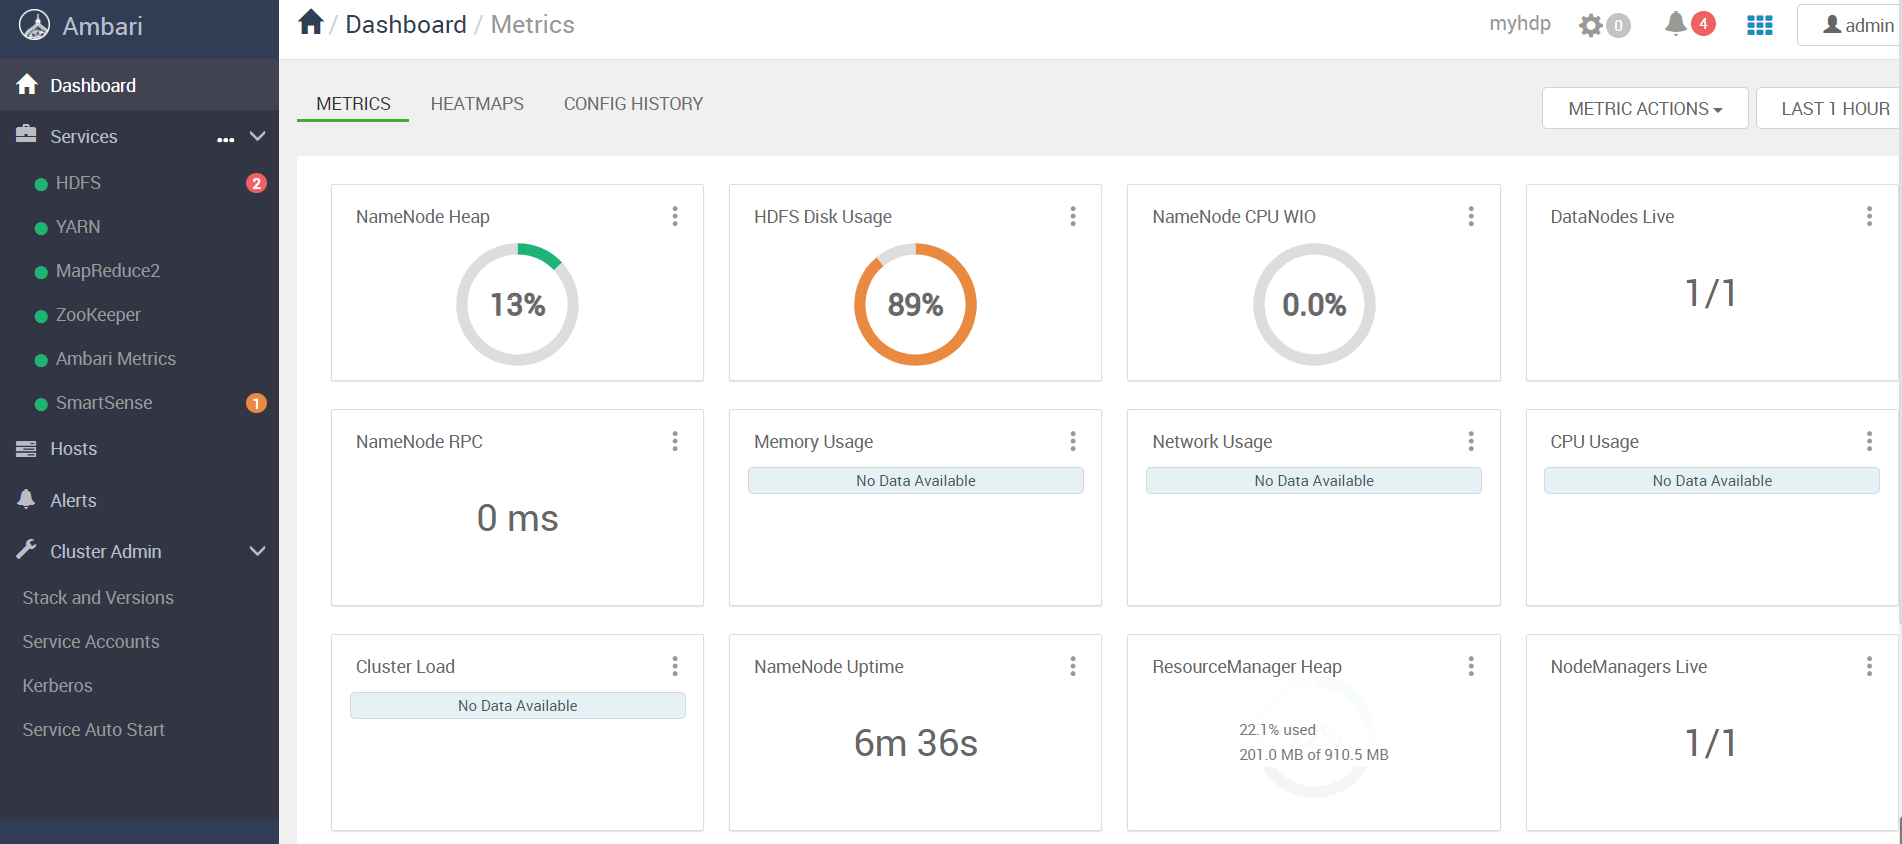 Ambari
/ Dashboard / Metrics
myhdp
0
4
admin
Dashboard
Services
HDFS
2
YARN
MapReduce2
ZooKeeper
Ambari Metrics
SmartSense
1
Hosts
Alerts
Cluster Admin
Stack and Versions
Service Accounts
Kerberos
Service Auto Start
METRICS
HEATMAPS
CONFIG HISTORY
METRIC ACTIONS
LAST 1 HOUR
NameNode Heap
13%
HDFS Disk Usage
89%
NameNode CPU WIO
0.0%
DataNodes Live
1/1
NameNode RPC
0 ms
Memory Usage
No Data Available
Network Usage
No Data Available
CPU Usage
No Data Available
Cluster Load
No Data Available
NameNode Uptime
6m 36s
ResourceManager Heap
22.1% used
201.0 MB of 910.5 MB
NodeManagers Live
1/1